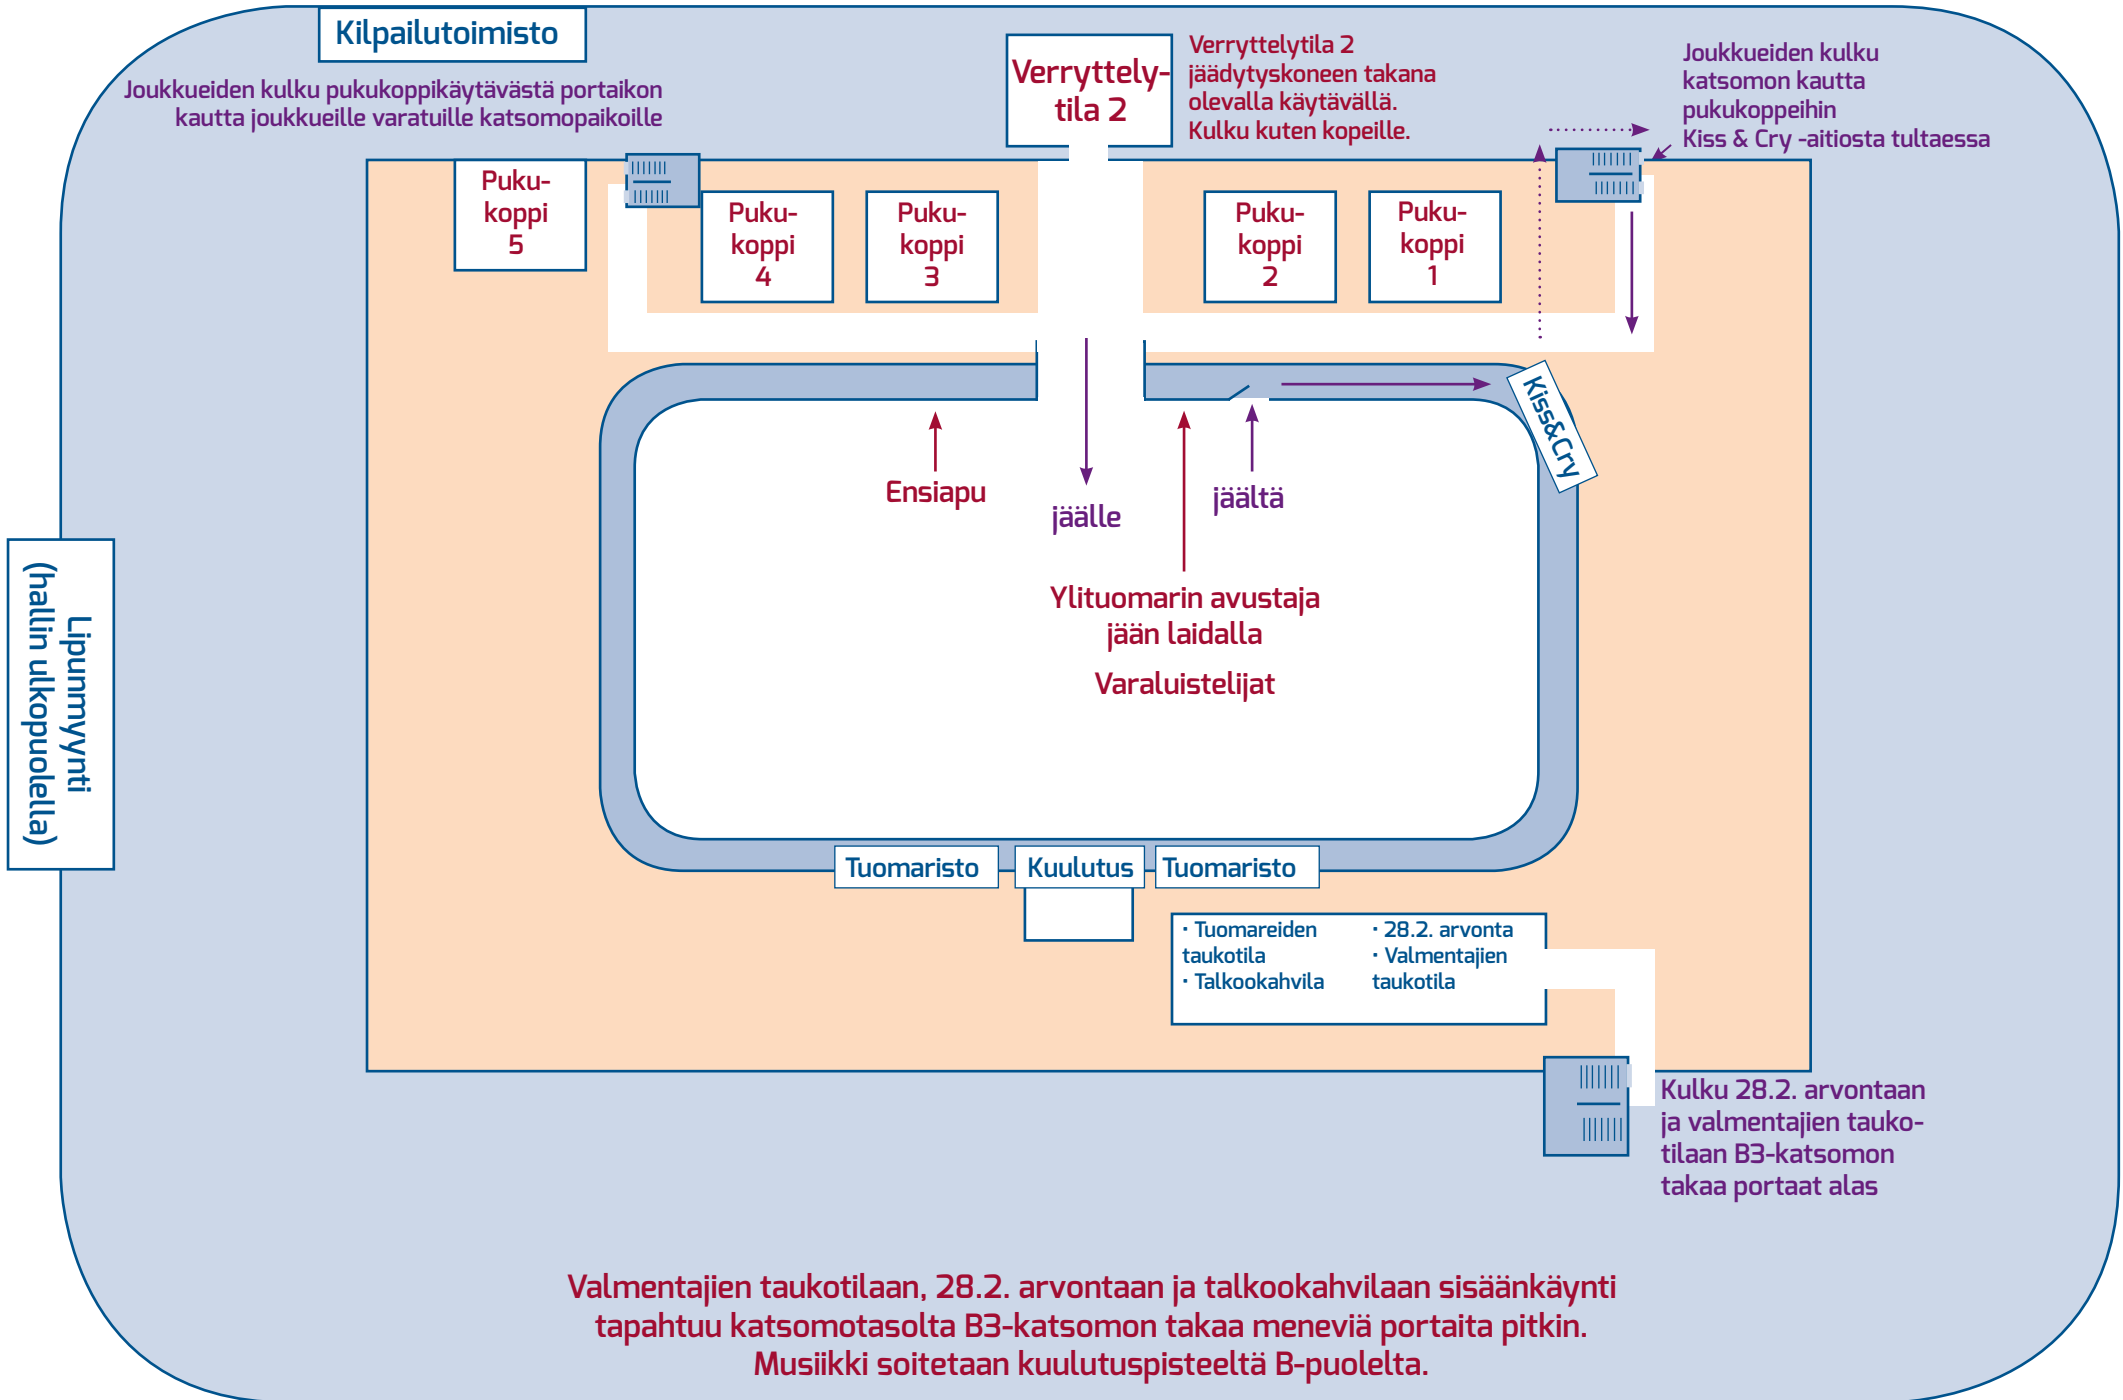 Kilpailutoimisto
Joukkueiden kulku pukukoppikäytävästä portaikon
kautta joukkueille varatuille katsomopaikoille
Verryttely-
tila 2
Verryttelytila 2
jäädytyskoneen takana
olevalla käytävällä.
Kulku kuten kopeille.
Joukkueiden kulku
katsomon kautta
pukukoppeihin
Kiss & Cry -aitiosta tultaessa
Puku-
koppi
5
Puku-
koppi
4
Puku-
koppi
3
Puku-
koppi
2
Puku-
koppi
1
Kiss&Cry
Ensiapu
jäälle
jäältä
Ylituomarin avustaja
jään laidalla
Varaluistelijat
Lipunmyynti
(hallin ulkopuolella)
Tuomaristo
Kuulutus
Tuomaristo
· Tuomareiden
taukotila
· Talkookahvila
· 28.2. arvonta
· Valmentajien
taukotila
Kulku 28.2. arvontaan
ja valmentajien tauko-
tilaan B3-katsomon
takaa portaat alas
Valmentajien taukotilaan, 28.2. arvontaan ja talkookahvilaan sisäänkäynti
tapahtuu katsomotasolta B3-katsomon takaa meneviä portaita pitkin.
Musiikki soitetaan kuulutuspisteeltä B-puolelta.